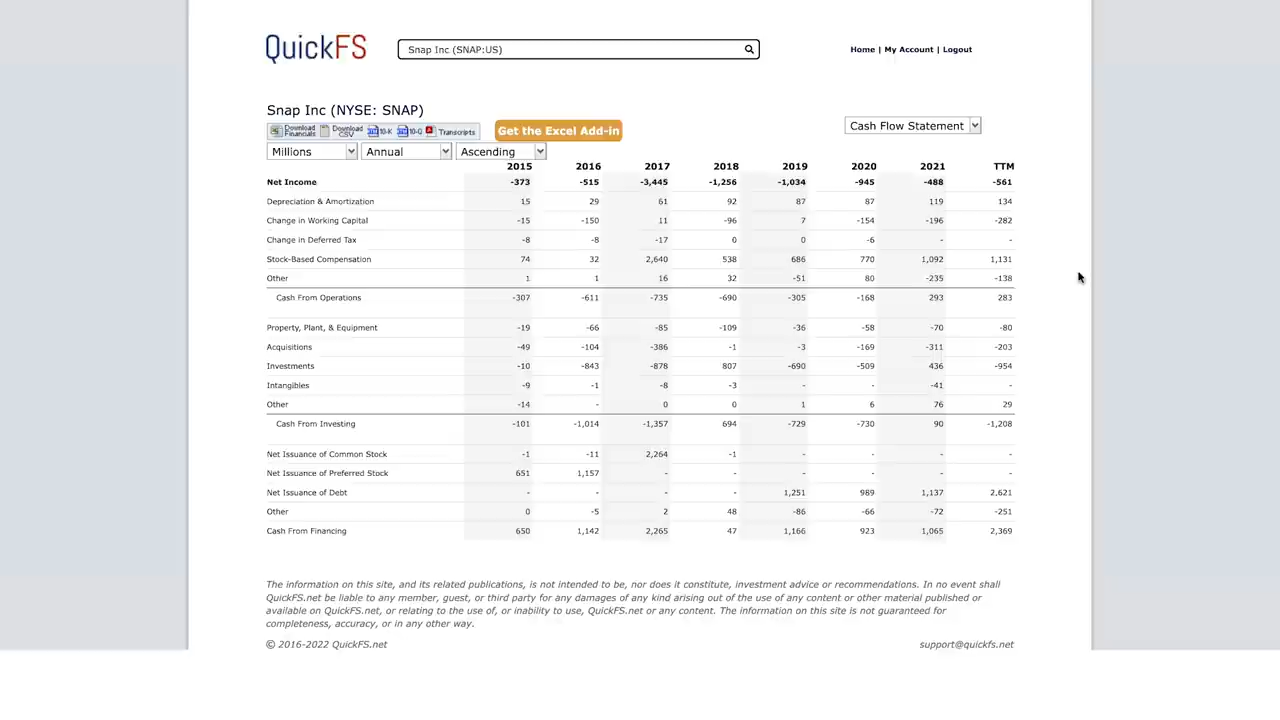 QuickFS
Snap Inc (SNAP:US)
Home | My Account | Logout
Snap Inc (NYSE: SNAP)
Download Financials Download CSV 10-K 10-Q Transcripts
Get the Excel Add-in
Cash Flow Statement
Millions Annual Ascending
2015 2016 2017 2018 2019 2020 2021 TTM
Net Income -373 -515 -3,445 -1,256 -1,034 -945 -488 -561
Depreciation & Amortization 15 29 61 92 87 87 119 134
Change in Working Capital -15 -150 11 -96 7 -154 -196 -282
Change in Deferred Tax -8 -8 -17 0 0 -6 - -
Stock-Based Compensation 74 32 2,640 538 686 770 1,092 1,131
Other 1 1 16 32 -51 80 -235 -138
Cash From Operations -307 -611 -735 -690 -305 -168 293 283
Property, Plant, & Equipment -19 -66 -85 -109 -36 -58 -70 -80
Acquisitions -49 -104 -386 -1 -3 -169 -311 -203
Investments -10 -843 -878 807 -690 -509 436 -954
Intangibles -9 -1 -8 -3 - - -41 -
Other -14 - 0 0 1 6 76 29
Cash From Investing -101 -1,014 -1,357 694 -729 -730 90 -1,208
Net Issuance of Common Stock -1 -11 2,264 -1 - - - -
Net Issuance of Preferred Stock 651 1,157 - - - - - -
Net Issuance of Debt - - - - 1,251 989 1,137 2,621
Other 0 -5 2 48 -86 -66 -72 -251
Cash From Financing 650 1,142 2,265 47 1,166 923 1,065 2,369
The information on this site, and its related publications, is not intended to be, nor does it constitute, investment advice or recommendations. In no event shall
QuickFS.net be liable to any member, guest, or third party for any damages of any kind arising out of the use of any content or other material published or
available on QuickFS.net, or relating to the use of, or inability to use, QuickFS.net or any content. The information on this site is not guaranteed for
completeness, accuracy, or in any other way.
© 2016-2022 QuickFS.net
support@quickfs.net